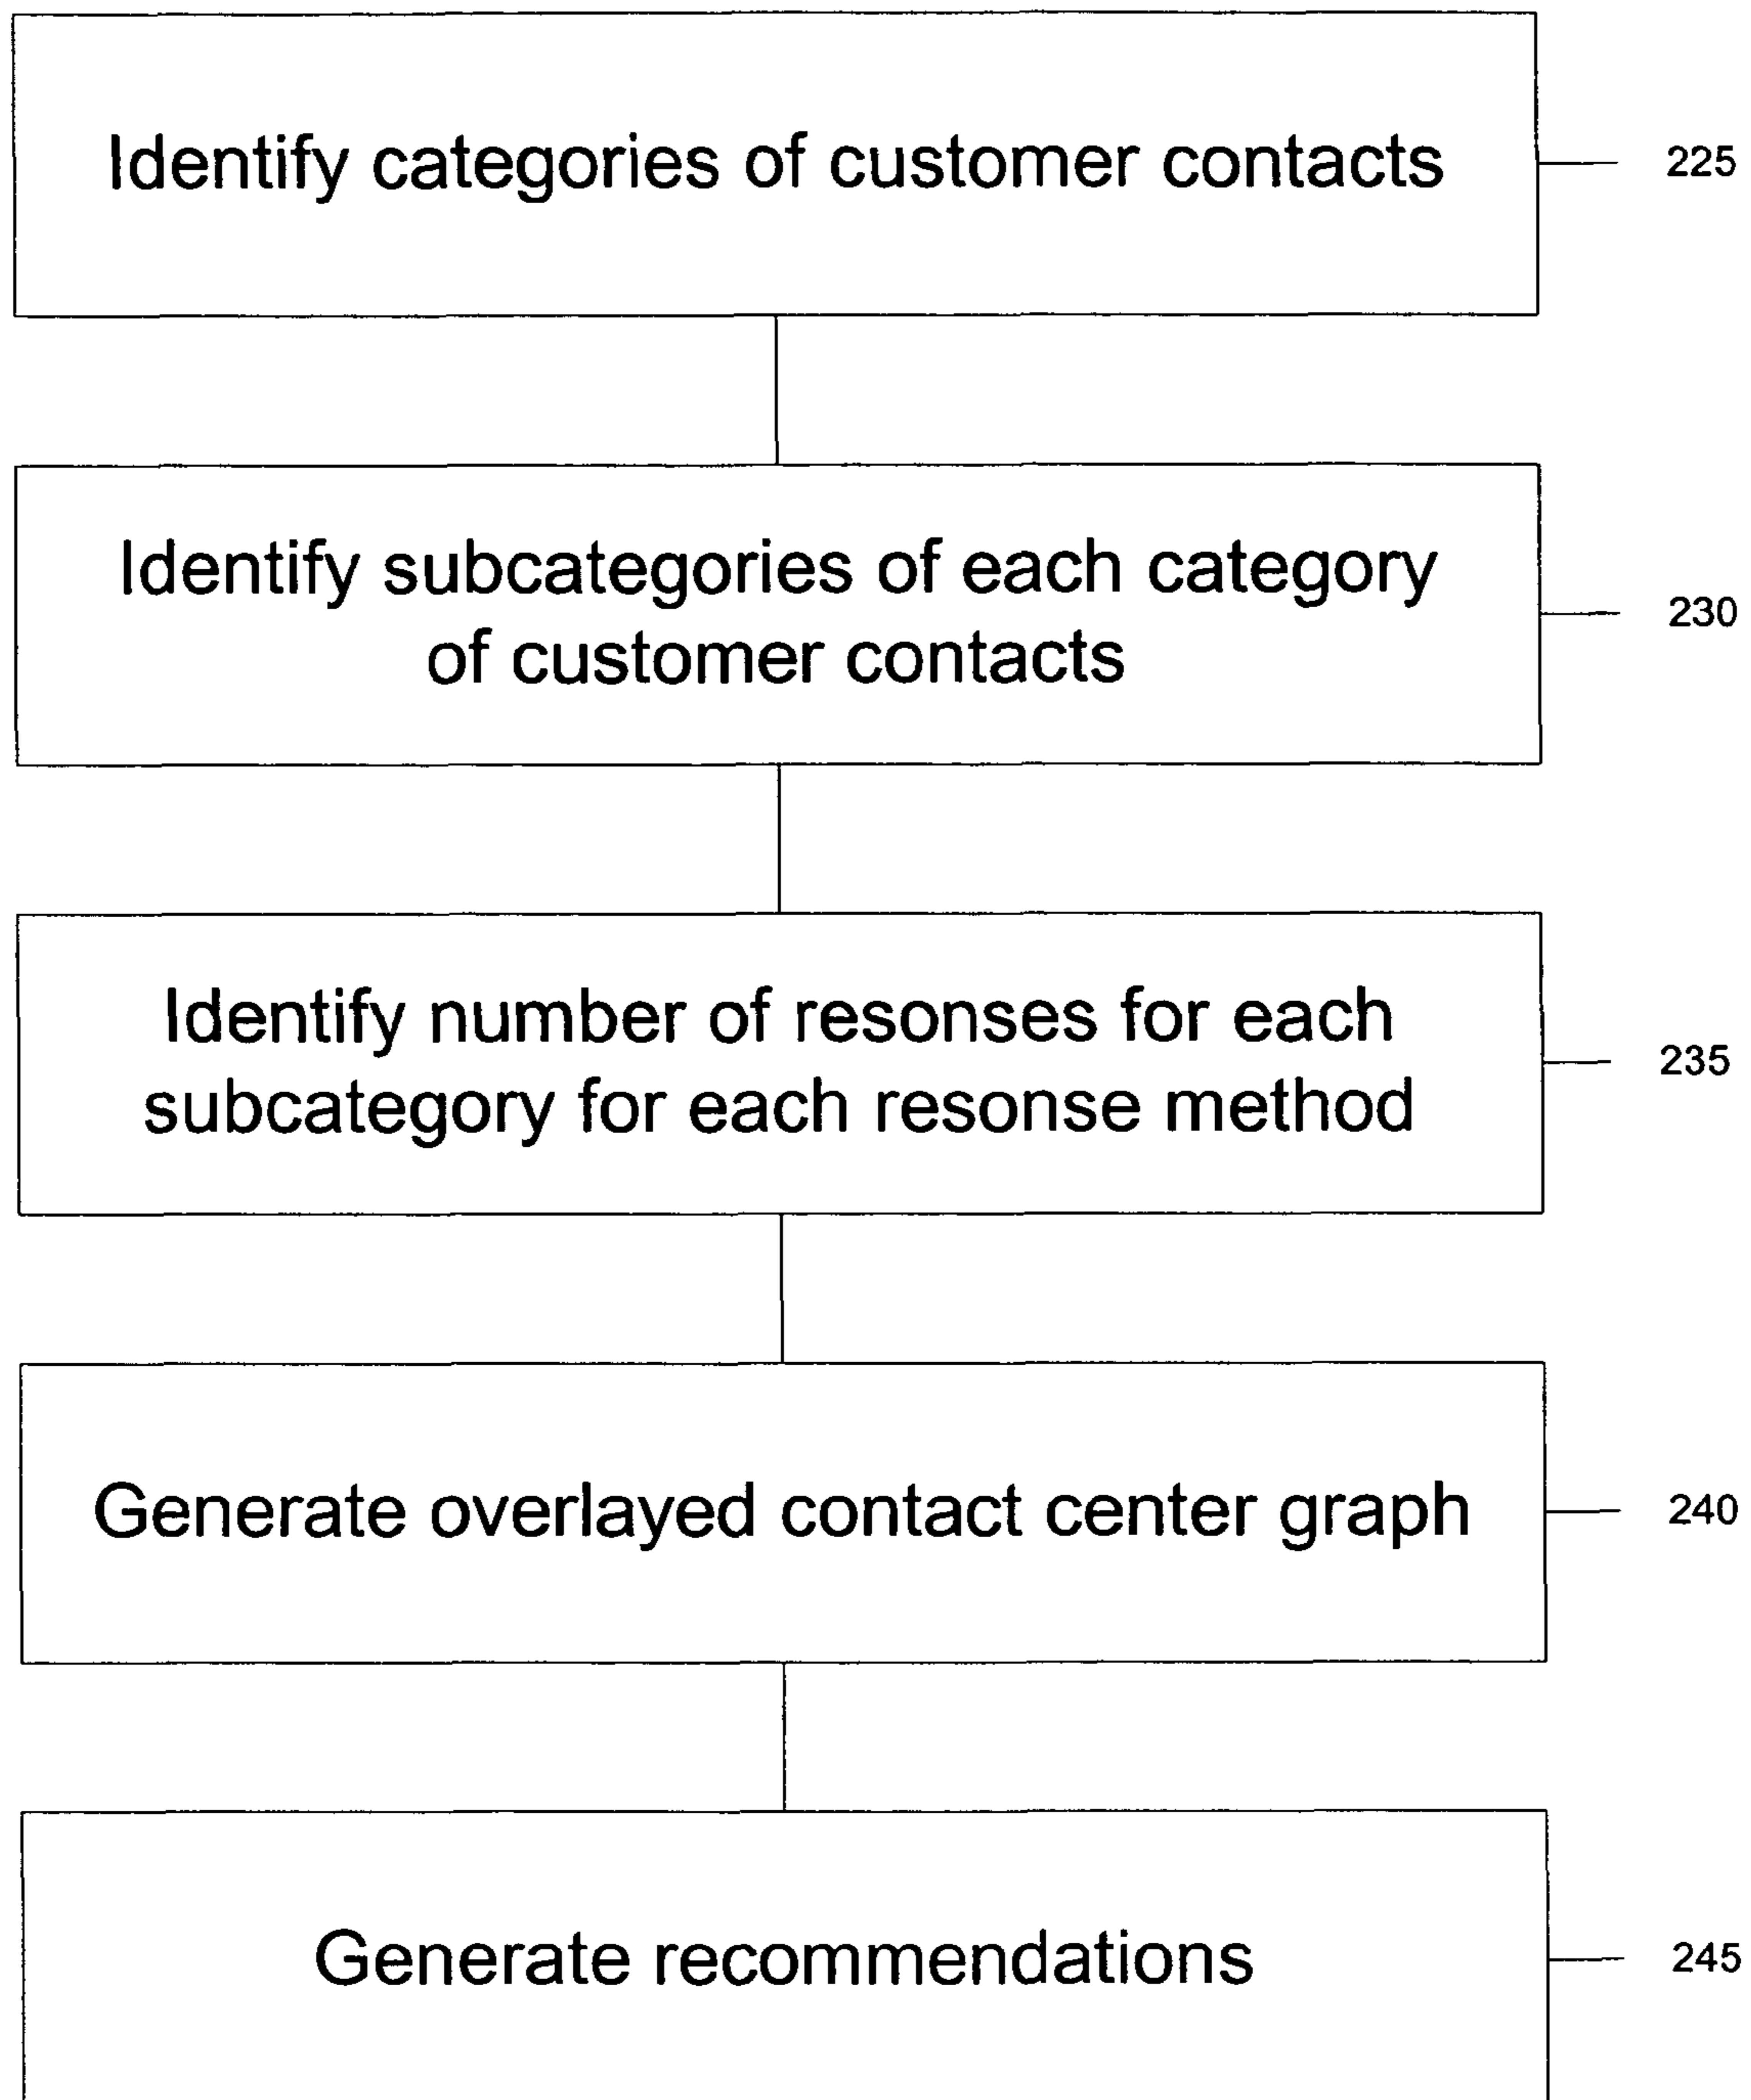 Identify categories of customer contacts
225
Identify subcategories of each category
of customer contacts
230
Identify number of resonses for each
subcategory for each resonse method
235
Generate overlayed contact center graph
240
Generate recommendations
245